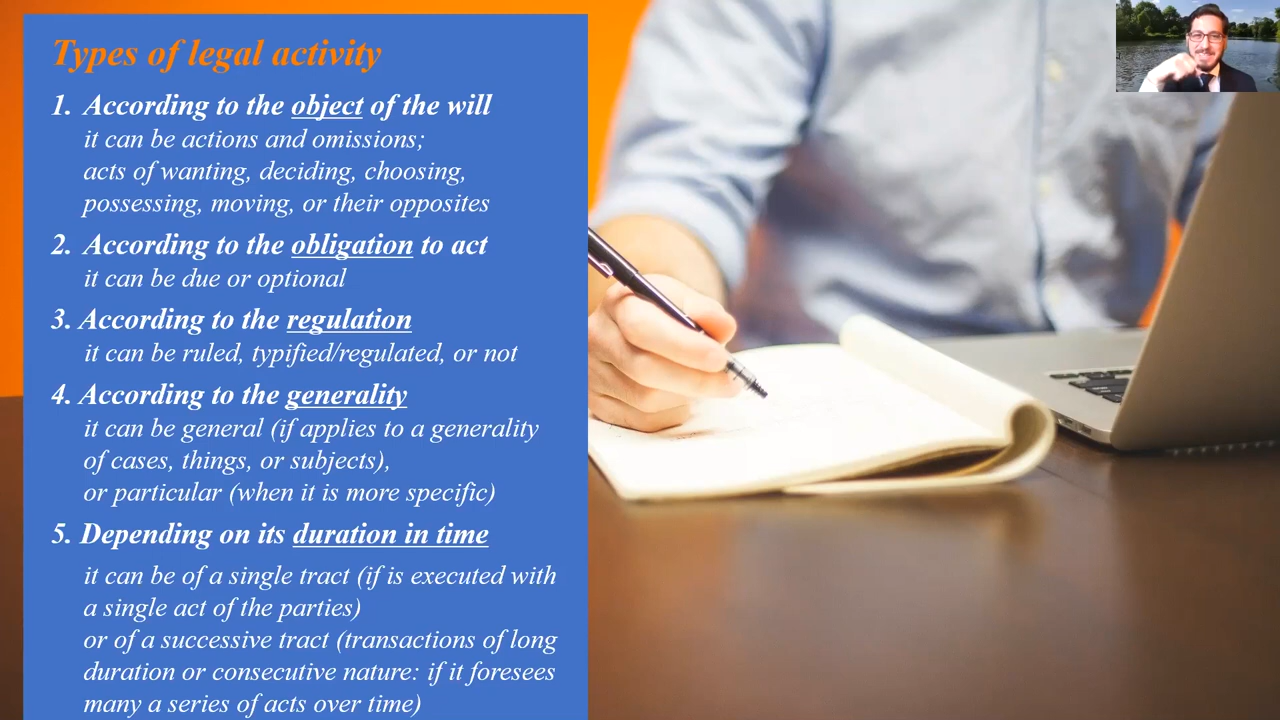 Types of legal activity
1. According to the object of the will
it can be actions and omissions;
acts of wanting, deciding, choosing,
possessing, moving, or their opposites
2. According to the obligation to act
it can be due or optional
3. According to the regulation
it can be ruled, typified/regulated, or not
4. According to the generality
it can be general (if applies to a generality
of cases, things, or subjects),
or particular (when it is more specific)
5. Depending on its duration in time
it can be of a single tract (if is executed with
a single act of the parties)
or of a successive tract (transactions of long
duration or consecutive nature: if it foresees
many a series of acts over time)